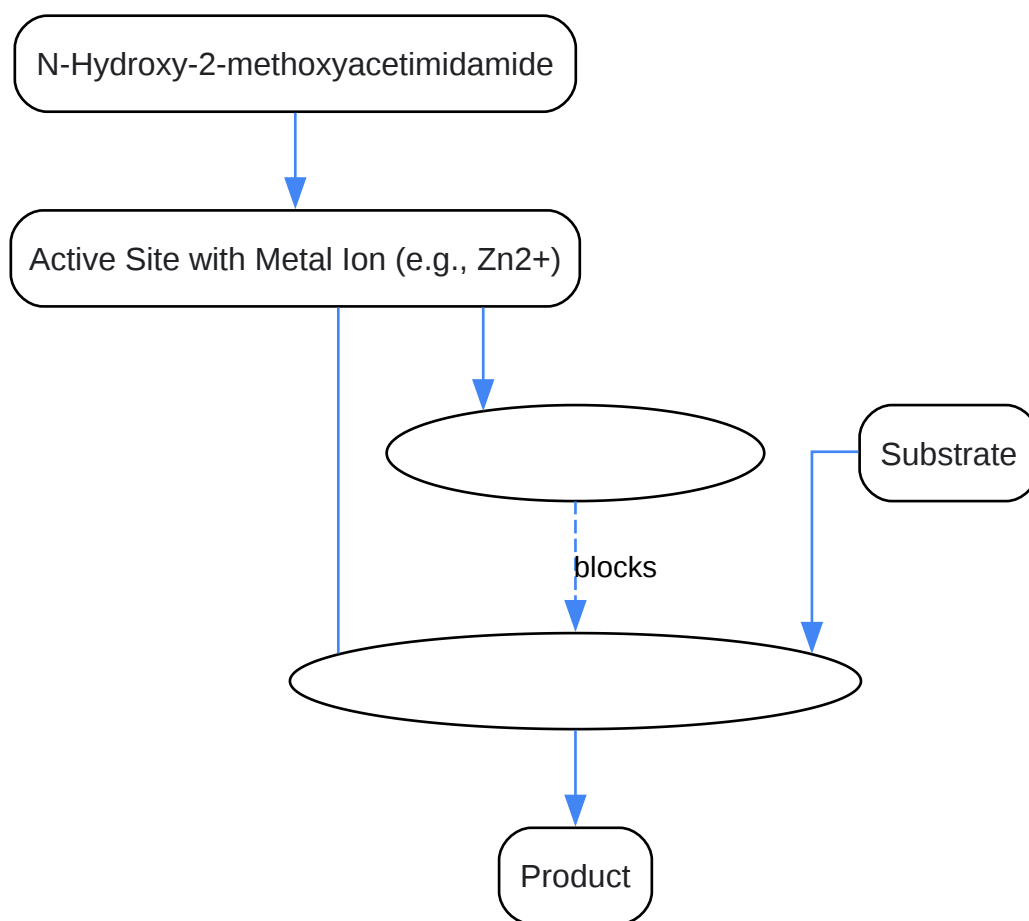 N-Hydroxy-2-methoxyacetimidamide
Active Site with Metal Ion (e.g., Zn2+)
Substrate
blocks
Product